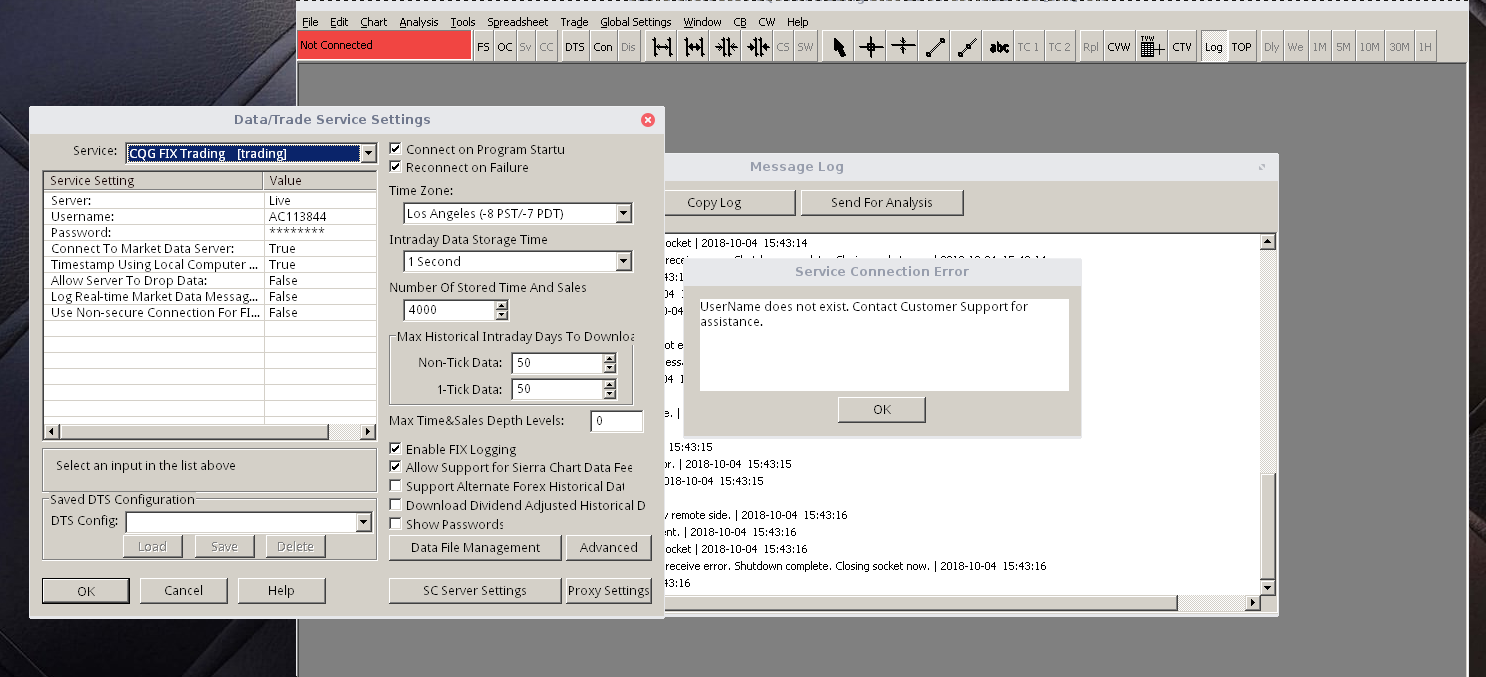 File Edit Chart Analysis Tools Spreadsheet Trade Global Settings Window CB CW Help
Not Connected FS OC Sv CC DTS Con Dis CS SW abc TC 1 TC 2 Rpl CVW TVW CTV Log TOP Dly We 1M 5M 10M 30M 1H
Data/Trade Service Settings
Service: CQG FIX Trading [trading]
Service Setting Value
Server: Live
Username: AC113844
Password: ********
Connect To Market Data Server: True
Timestamp Using Local Computer ... True
Allow Server To Drop Data: False
Log Real-time Market Data Messag... False
Use Non-secure Connection For FI... False
Select an input in the list above
Saved DTS Configuration
DTS Config:
Load Save Delete
OK Cancel Help
Connect on Program Startu
Reconnect on Failure
Time Zone:
Los Angeles (-8 PST/-7 PDT)
Intraday Data Storage Time
1 Second
Number Of Stored Time And Sales
4000
Max Historical Intraday Days To Downloa
Non-Tick Data: 50
1-Tick Data: 50
Max Time&Sales Depth Levels: 0
Enable FIX Logging
Allow Support for Sierra Chart Data Fee
Support Alternate Forex Historical Dat
Download Dividend Adjusted Historical D
Show Passwords
Data File Management Advanced
SC Server Settings Proxy Settings
Message Log
Copy Log Send For Analysis
ocket | 2018-10-04 15:43:14
Service Connection Error
UserName does not exist. Contact Customer Support for
assistance.
OK
15:43:15
or. | 2018-10-04 15:43:15
018-10-04 15:43:15
y remote side. | 2018-10-04 15:43:16
ent. | 2018-10-04 15:43:16
ocket | 2018-10-04 15:43:16
receive error. Shutdown complete. Closing socket now. | 2018-10-04 15:43:16
43:16